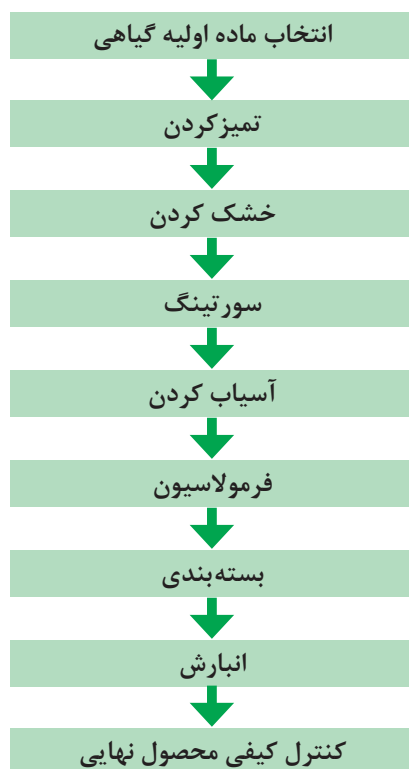 انتخاب ماده اولیه گیاهی
تمیزکردن
خشک کردن
سورتینگ
آسیاب کردن
فرمولاسیون
بسته‌بندی
انبارش
کنترل کیفی محصول نهایی